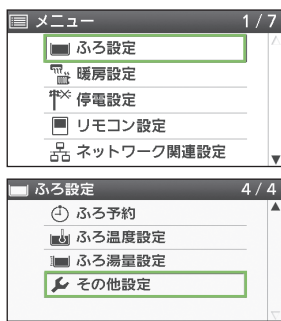 メニュー 1/7
ふろ設定
暖房設定
停電設定
リモコン設定
ネットワーク関連設定
ふろ設定 4/4
ふろ予約
ふろ温度設定
ふろ湯量設定
その他設定